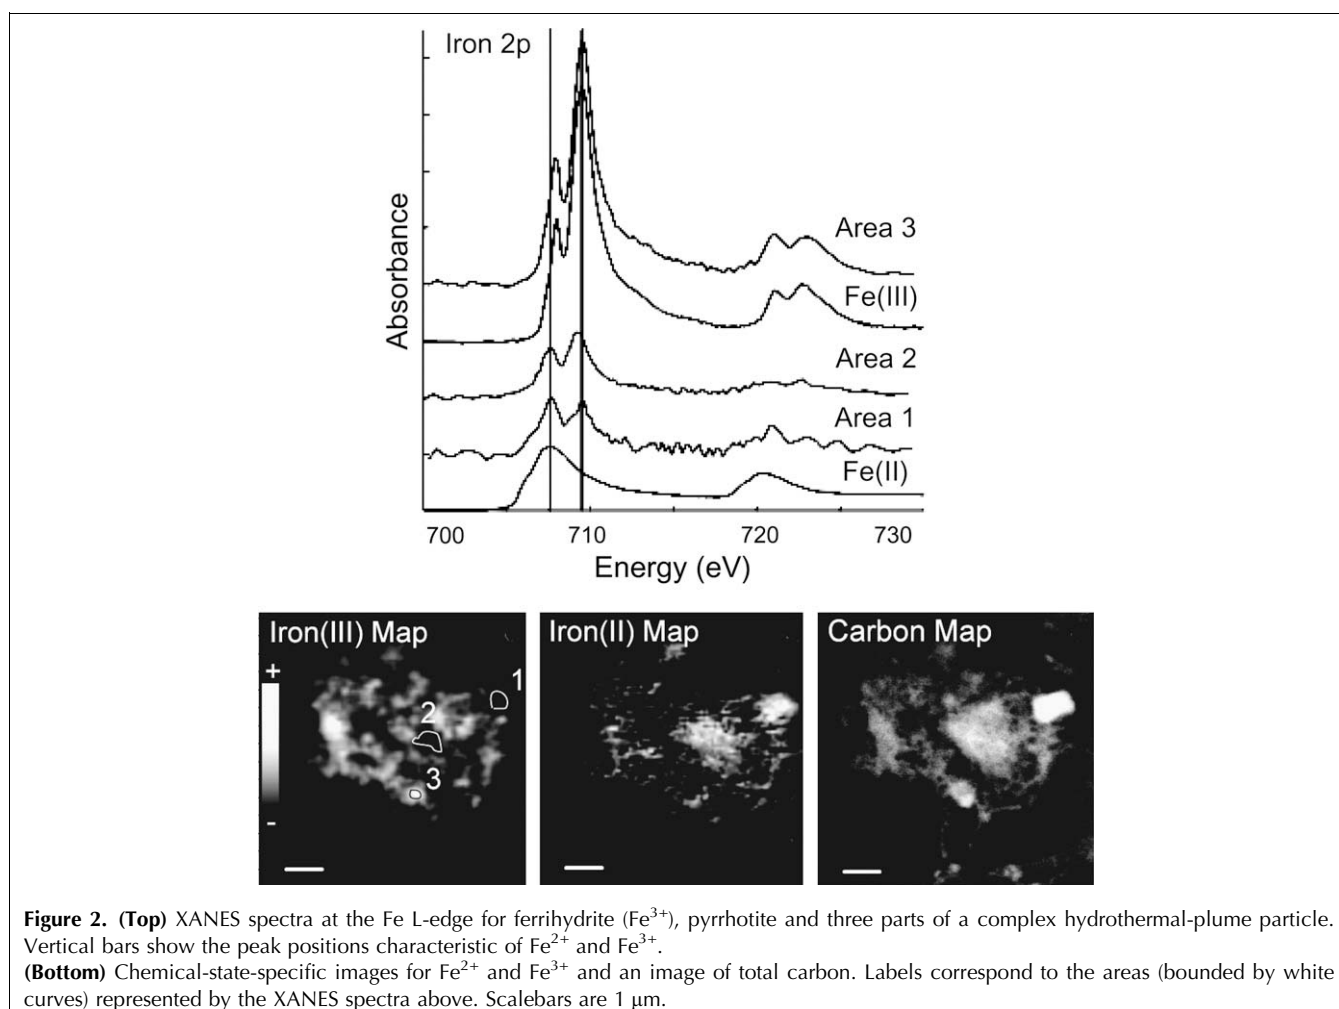 Iron 2p
Absorbance
Area 3
Fe(III)
Area 2
Area 1
Fe(II)
700 710 720 730
Energy (eV)
Iron(III) Map
+
-
1
2
3
Iron(II) Map
Carbon Map
Figure 2. (Top) XANES spectra at the Fe L-edge for ferrihydrite (Fe³⁺), pyrrhotite and three parts of a complex hydrothermal-plume particle.
Vertical bars show the peak positions characteristic of Fe²⁺ and Fe³⁺.
(Bottom) Chemical-state-specific images for Fe²⁺ and Fe³⁺ and an image of total carbon. Labels correspond to the areas (bounded by white
curves) represented by the XANES spectra above. Scalebars are 1 μm.